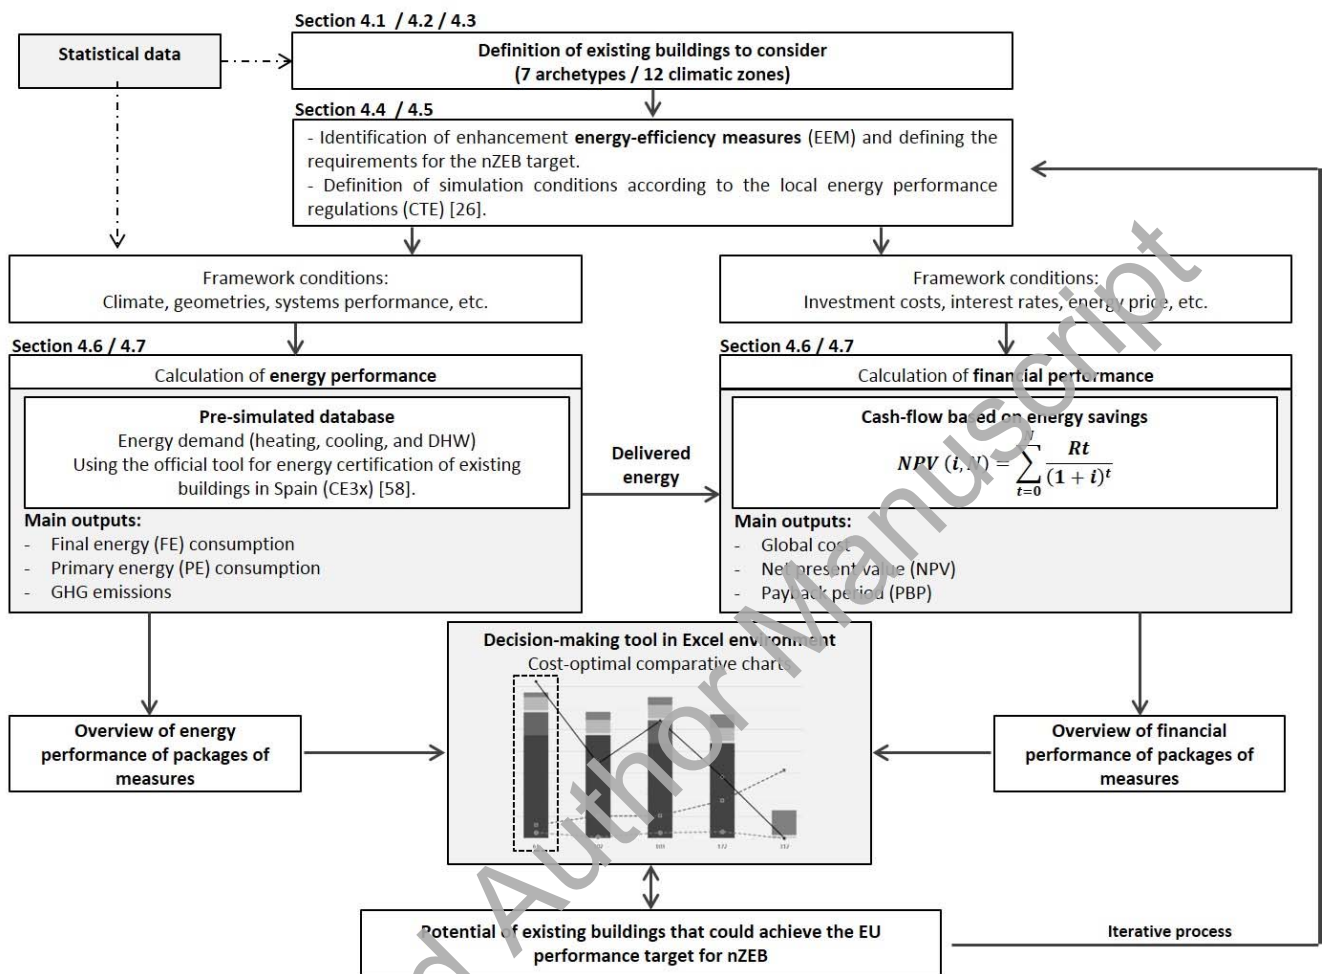 Section 4.1 / 4.2 / 4.3
Statistical data
Definition of existing buildings to consider
(7 archetypes / 12 climatic zones)
Section 4.4 / 4.5
- Identification of enhancement energy-efficiency measures (EEM) and defining the
requirements for the nZEB target.
- Definition of simulation conditions according to the local energy performance
regulations (CTE) [26].
Framework conditions:
Climate, geometries, systems performance, etc.
Framework conditions:
Investment costs, interest rates, energy price, etc.
Section 4.6 / 4.7
Calculation of energy performance
Pre-simulated database
Energy demand (heating, cooling, and DHW)
Using the official tool for energy certification of existing
buildings in Spain (CE3x) [58].
Main outputs:
- Final energy (FE) consumption
- Primary energy (PE) consumption
- GHG emissions
Delivered
energy
Section 4.6 / 4.7
Calculation of financial performance
Cash-flow based on energy savings
NPV (i, N) = ∑_{t=0}^{N} Rt / (1 + i)^t
Main outputs:
- Global cost
- Net present value (NPV)
- Payback period (PBP)
Decision-making tool in Excel environment
Cost-optimal comparative charts
Overview of energy
performance of packages of
measures
Overview of financial
performance of packages of
measures
Potential of existing buildings that could achieve the EU
performance target for nZEB
Iterative process
d Author Manuscript